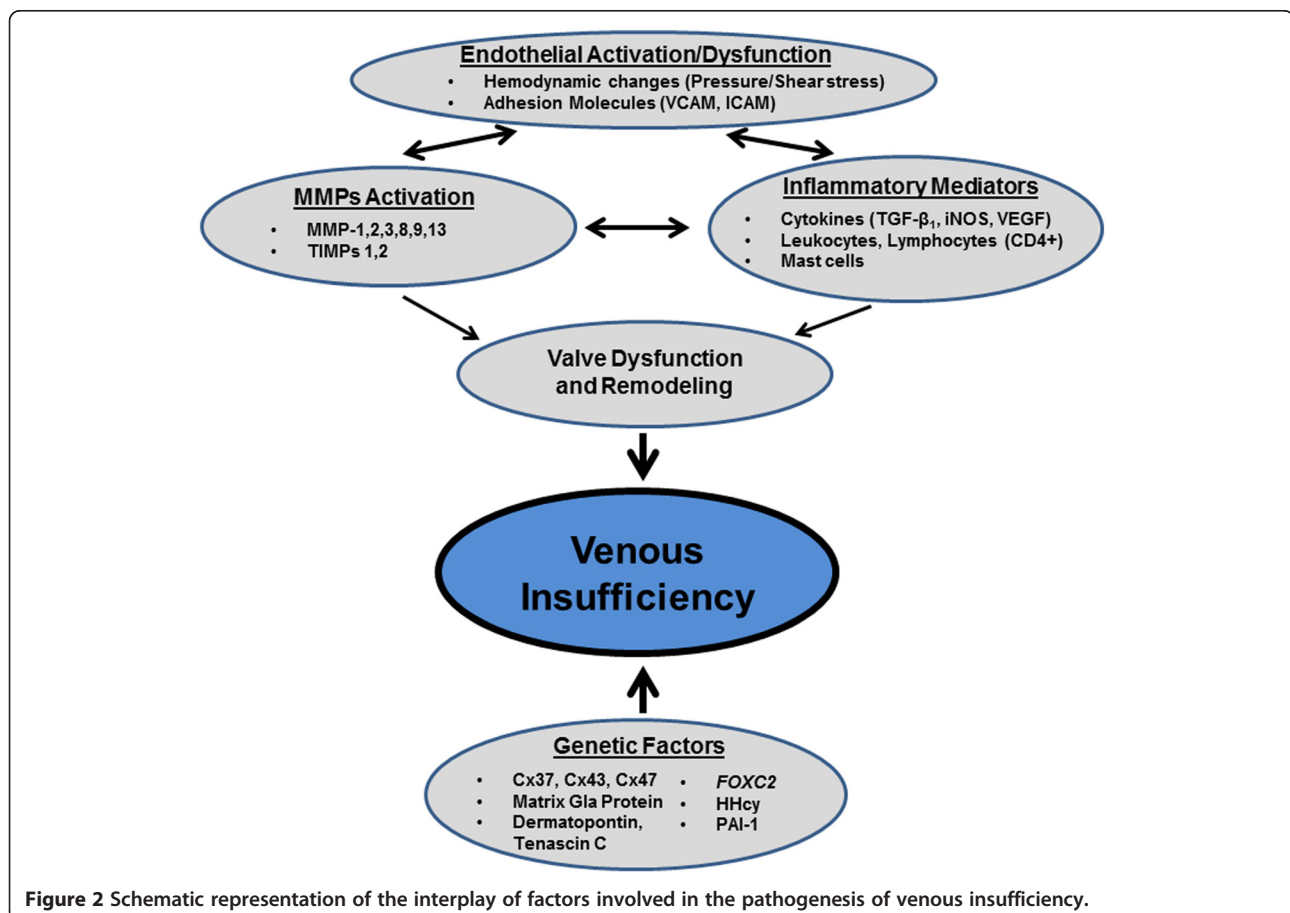 Endothelial Activation/Dysfunction
• Hemodynamic changes (Pressure/Shear stress)
• Adhesion Molecules (VCAM, ICAM)
MMPs Activation
• MMP-1,2,3,8,9,13
• TIMPs 1,2
Inflammatory Mediators
• Cytokines (TGF-β₁, iNOS, VEGF)
• Leukocytes, Lymphocytes (CD4+)
• Mast cells
Valve Dysfunction
and Remodeling
Venous
Insufficiency
Genetic Factors
• Cx37, Cx43, Cx47
• Matrix Gla Protein
• Dermatopontin,
Tenascin C
• FOXC2
• HHcy
• PAI-1
Figure 2 Schematic representation of the interplay of factors involved in the pathogenesis of venous insufficiency.